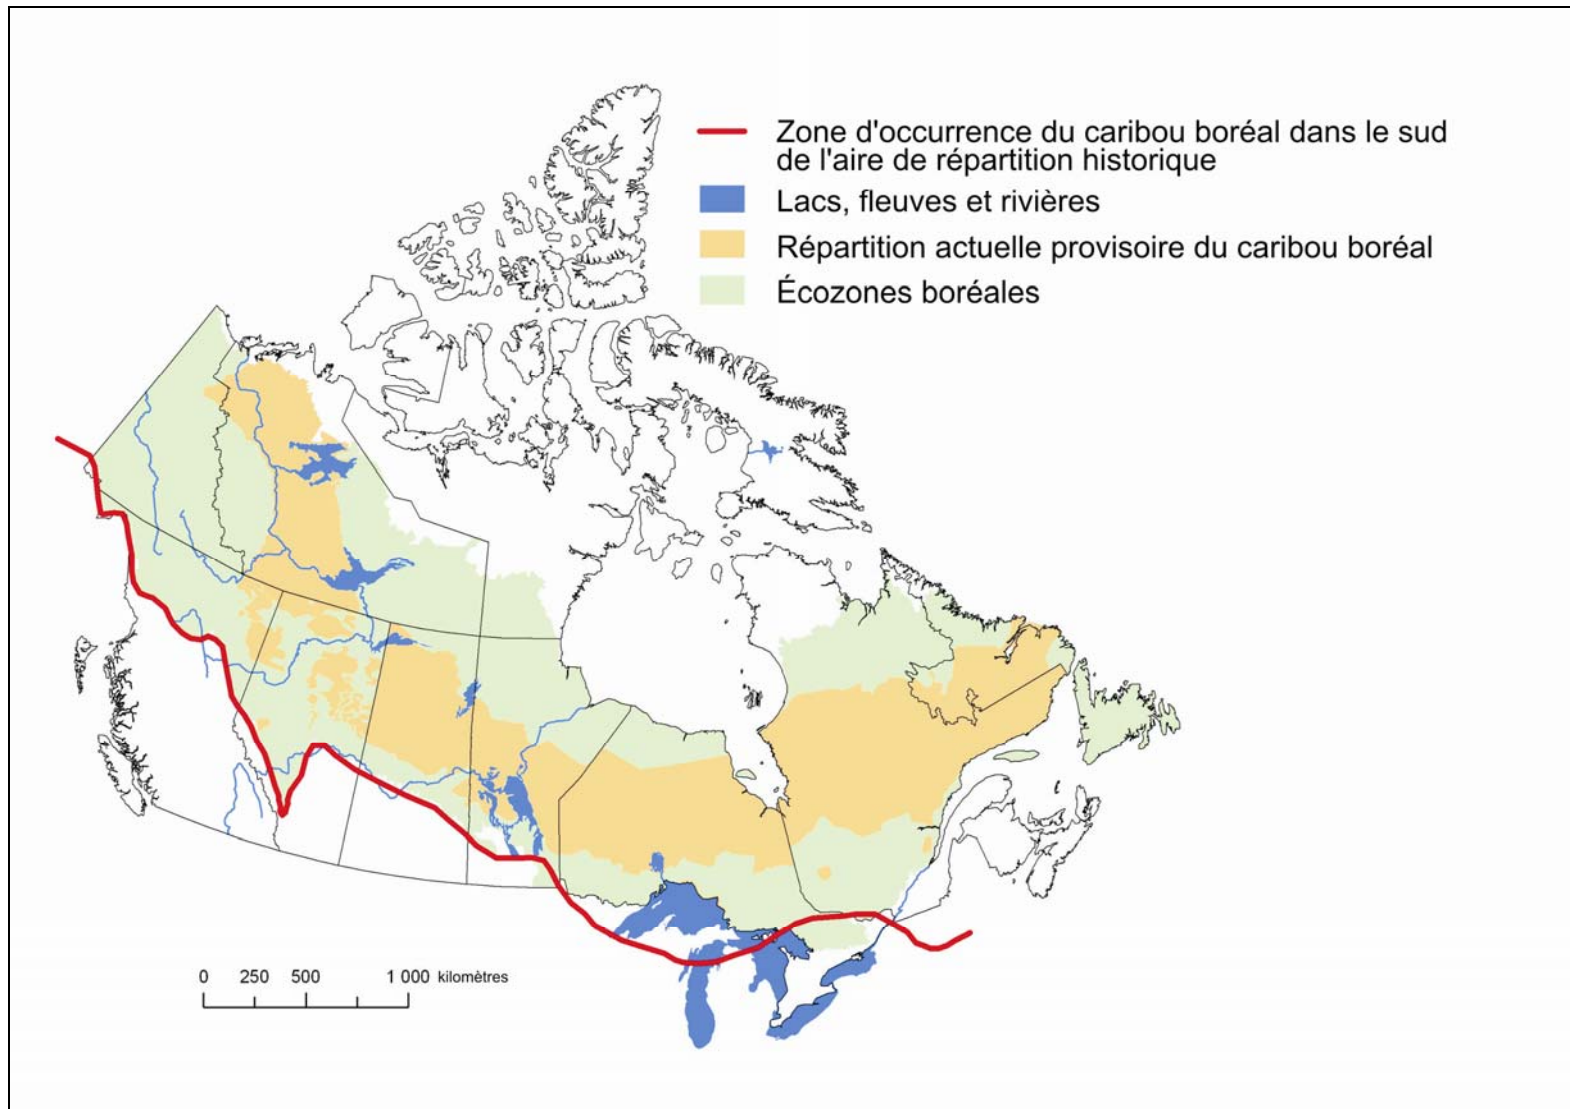 Zone d'occurrence du caribou boréal dans le sud
de l'aire de répartition historique
Lacs, fleuves et rivières
Répartition actuelle provisoire du caribou boréal
Écozones boréales
0 250 500 1 000 kilomètres